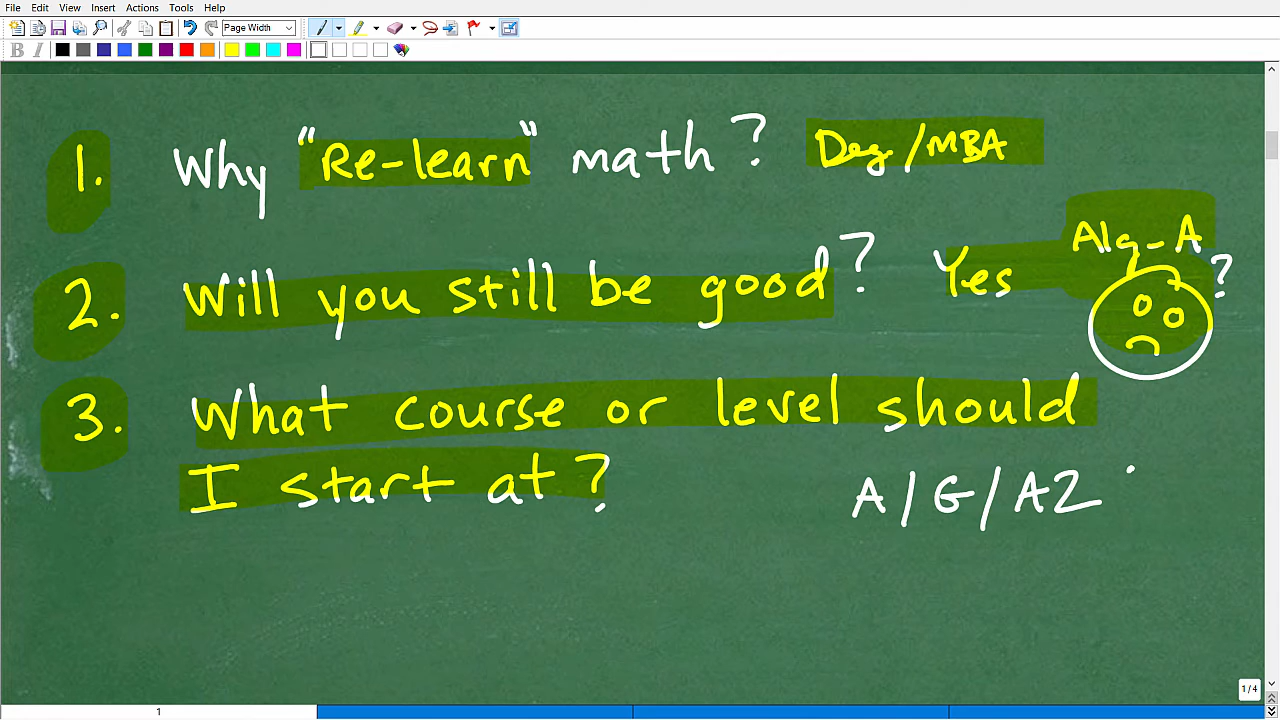 File Edit View Insert Actions Tools Help
Page Width
B I
1. Why "Re-learn" math? Deg/MBA
2. Will you still be good? Yes Alg-A ?
3. What course or level should
I start at? A/G/A2
1/4
1